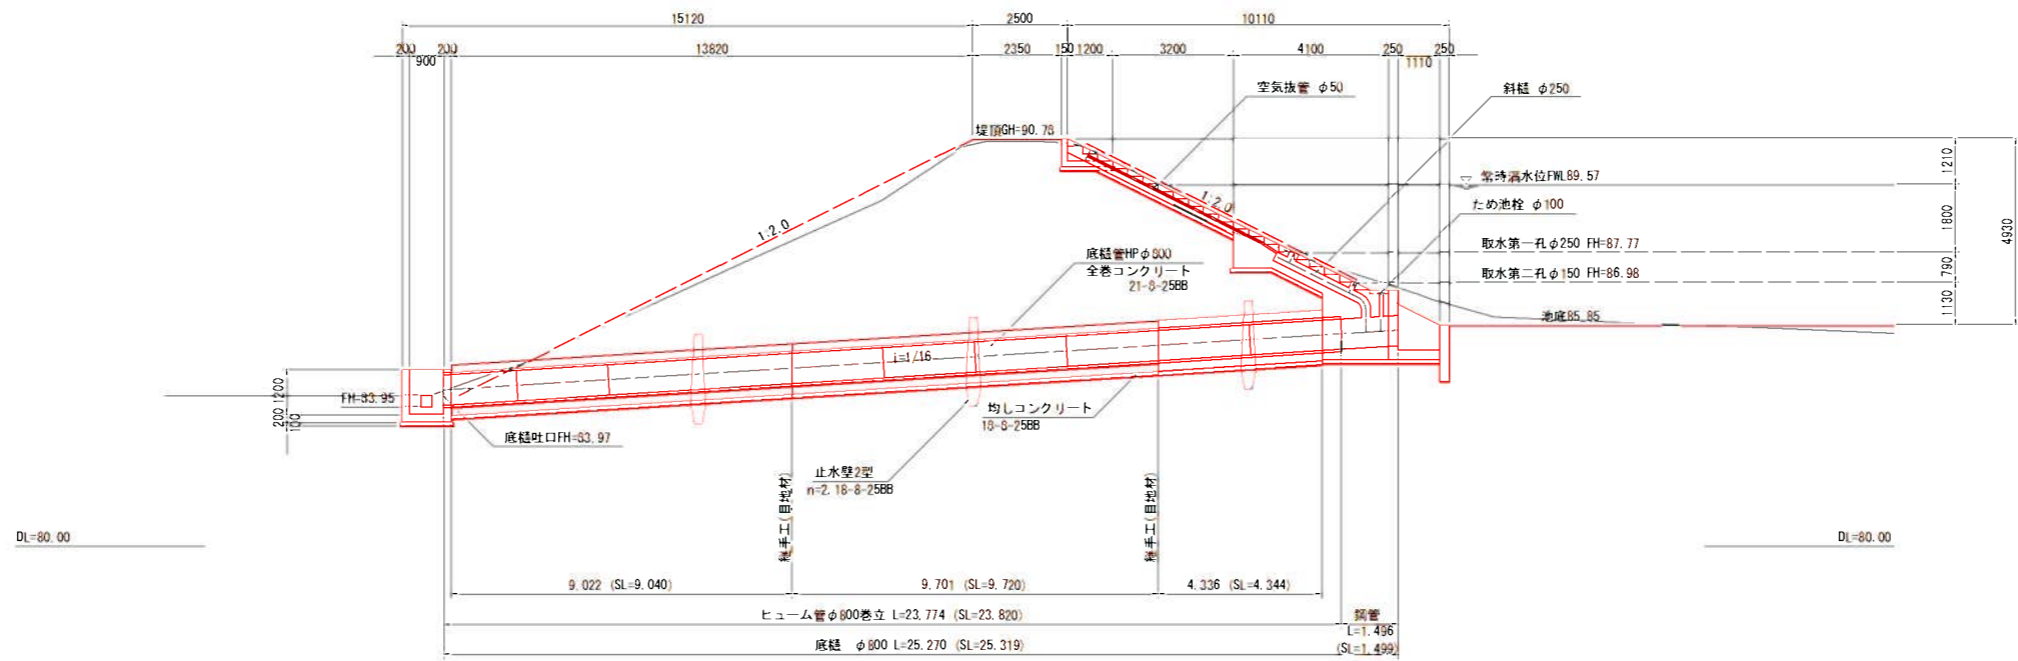 15120
2500
10110
200
200
13820
2350
150
1200
3200
4100
250
250
900
1110
空気抜管 φ50
斜樋 φ250
堤頂GH=90.78
常時満水位FWL89.57
ため池栓 φ100
1:2.0
1:2.0
取水第一孔φ250 FH=87.77
取水第二孔φ150 FH=86.98
1210
1800
790
1130
4930
底樋管HPφ800
全巻コンクリート
21-8-25BB
池底85.85
i=1/16
1200
200
100
FH=83.95
底樋吐口FH=83.97
均しコンクリート
18-8-25BB
止水壁2型
n=2.18-8-25BB
継手工(目地材)
継手工(目地材)
DL=80.00
DL=80.00
9.022 (SL=9.040)
9.701 (SL=9.720)
4.336 (SL=4.344)
ヒューム管φ800巻立 L=23.774 (SL=23.820)
鋼管
L=1.496
(SL=1.499)
底樋 φ800 L=25.270 (SL=25.319)